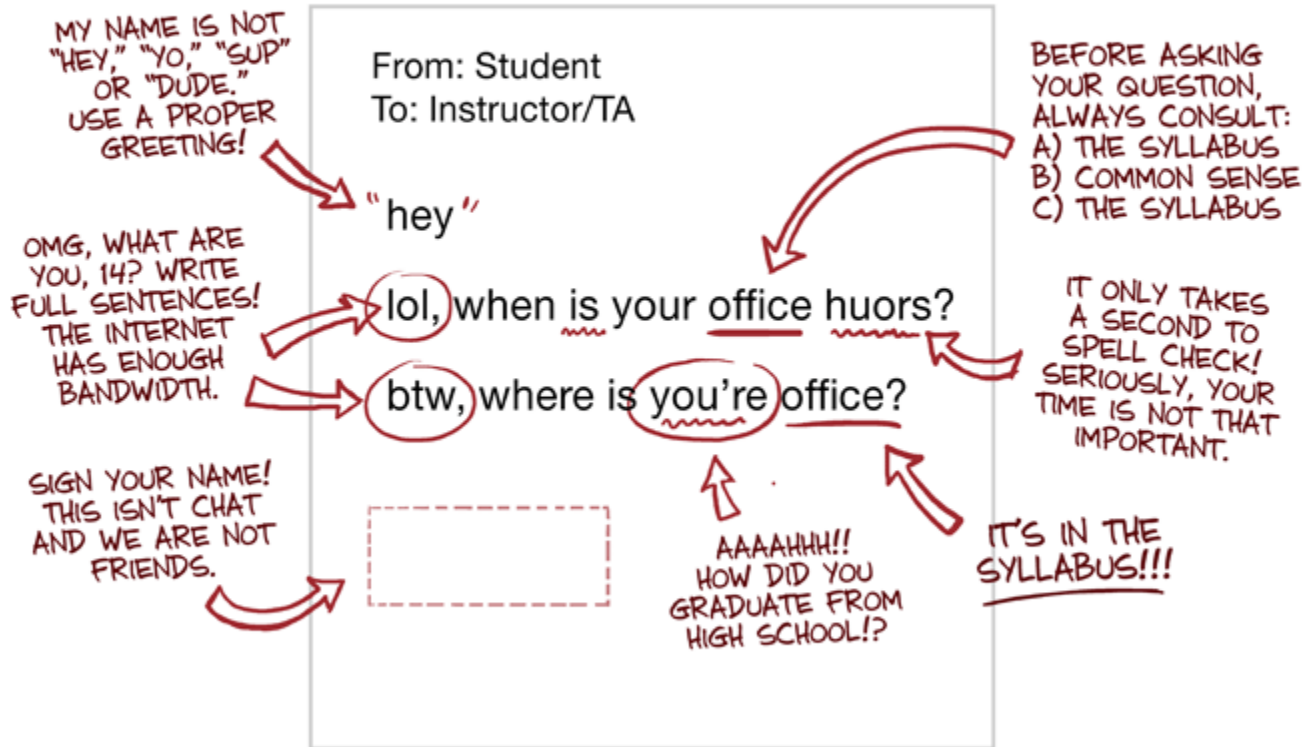 MY NAME IS NOT
"HEY," "YO," "SUP"
OR "DUDE."
USE A PROPER
GREETING!
From: Student
To: Instructor/TA
BEFORE ASKING
YOUR QUESTION,
ALWAYS CONSULT:
A) THE SYLLABUS
B) COMMON SENSE
C) THE SYLLABUS
"hey"
OMG, WHAT ARE
YOU, 14? WRITE
FULL SENTENCES!
THE INTERNET
HAS ENOUGH
BANDWIDTH.
lol, when is your office huors?
btw, where is you're office?
IT ONLY TAKES
A SECOND TO
SPELL CHECK!
SERIOUSLY, YOUR
TIME IS NOT THAT
IMPORTANT.
SIGN YOUR NAME!
THIS ISN'T CHAT
AND WE ARE NOT
FRIENDS.
AAAAHHH!!
HOW DID YOU
GRADUATE FROM
HIGH SCHOOL!?
IT'S IN THE
SYLLABUS!!!